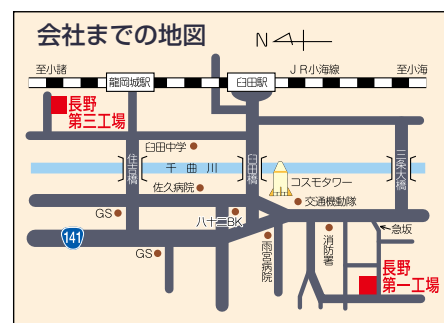 会社までの地図
N
至小諸
龍岡城駅
臼田駅
JR小海線
至小海
長野
第三工場
臼田中学
住吉橋
千曲川
臼田橋
三条大橋
佐久病院
コスモタワー
交通機動隊
GS
八十二BK
急坂
141
雨宮病院
消防署
GS
長野
第一工場